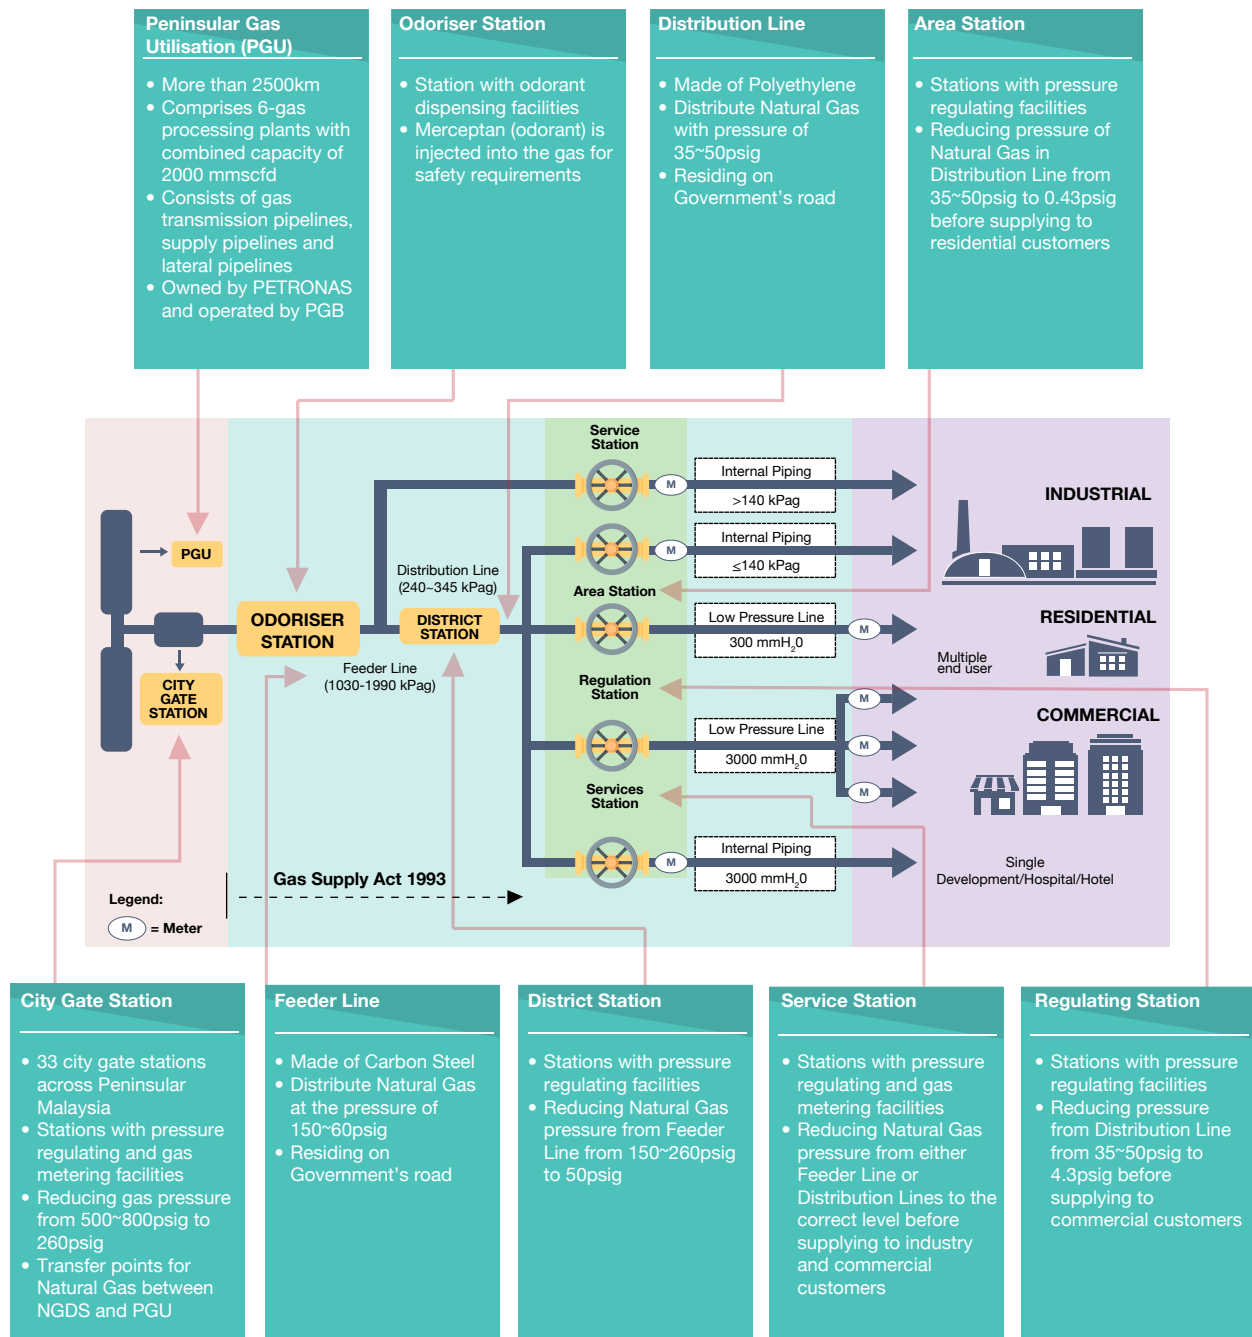 Peninsular Gas
Utilisation (PGU)
• More than 2500km
• Comprises 6-gas
processing plants with
combined capacity of
2000 mmscfd
• Consists of gas
transmission pipelines,
supply pipelines and
lateral pipelines
• Owned by PETRONAS
and operated by PGB
Odoriser Station
• Station with odorant
dispensing facilities
• Merceptan (odorant) is
injected into the gas for
safety requirements
Distribution Line
• Made of Polyethylene
• Distribute Natural Gas
with pressure of
35~50psig
• Residing on
Government's road
Area Station
• Stations with pressure
regulating facilities
• Reducing pressure of
Natural Gas in
Distribution Line from
35~50psig to 0.43psig
before supplying to
residential customers
PGU
CITY
GATE
STATION
ODORISER
STATION
Feeder Line
(1030-1990 kPag)
Distribution Line
(240~345 kPag)
DISTRICT
STATION
Service
Station
M
Internal Piping
>140 kPag
M
Internal Piping
≤140 kPag
INDUSTRIAL
Area Station
Low Pressure Line
300 mmH20
M
Multiple
end user
RESIDENTIAL
Regulation
Station
Low Pressure Line
3000 mmH20
M
M
M
COMMERCIAL
Services
Station
M
Internal Piping
3000 mmH20
Single
Development/Hospital/Hotel
Gas Supply Act 1993
Legend:
M = Meter
City Gate Station
• 33 city gate stations
across Peninsular
Malaysia
• Stations with pressure
regulating and gas
metering facilities
• Reducing gas pressure
from 500~800psig to
260psig
• Transfer points for
Natural Gas between
NGDS and PGU
Feeder Line
• Made of Carbon Steel
• Distribute Natural Gas
at the pressure of
150~60psig
• Residing on
Government's road
District Station
• Stations with pressure
regulating facilities
• Reducing Natural Gas
pressure from Feeder
Line from 150~260psig
to 50psig
Service Station
• Stations with pressure
regulating and gas
metering facilities
• Reducing Natural Gas
pressure from either
Feeder Line or
Distribution Lines to the
correct level before
supplying to industry
and commercial
customers
Regulating Station
• Stations with pressure
regulating facilities
• Reducing pressure
from Distribution Line
from 35~50psig to
4.3psig before
supplying to
commercial customers